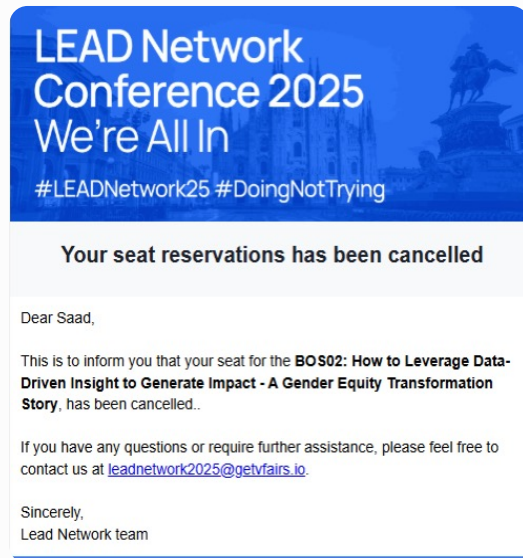 LEAD Network
Conference 2025
We're All In
#LEADNetwork25 #DoingNotTrying
Your seat reservations has been cancelled
Dear Saad,
This is to inform you that your seat for the BOS02: How to Leverage Data-
Driven Insight to Generate Impact - A Gender Equity Transformation
Story, has been cancelled..
If you have any questions or require further assistance, please feel free to
contact us at leadnetwork2025@getvfairs.io.
Sincerely,
Lead Network team